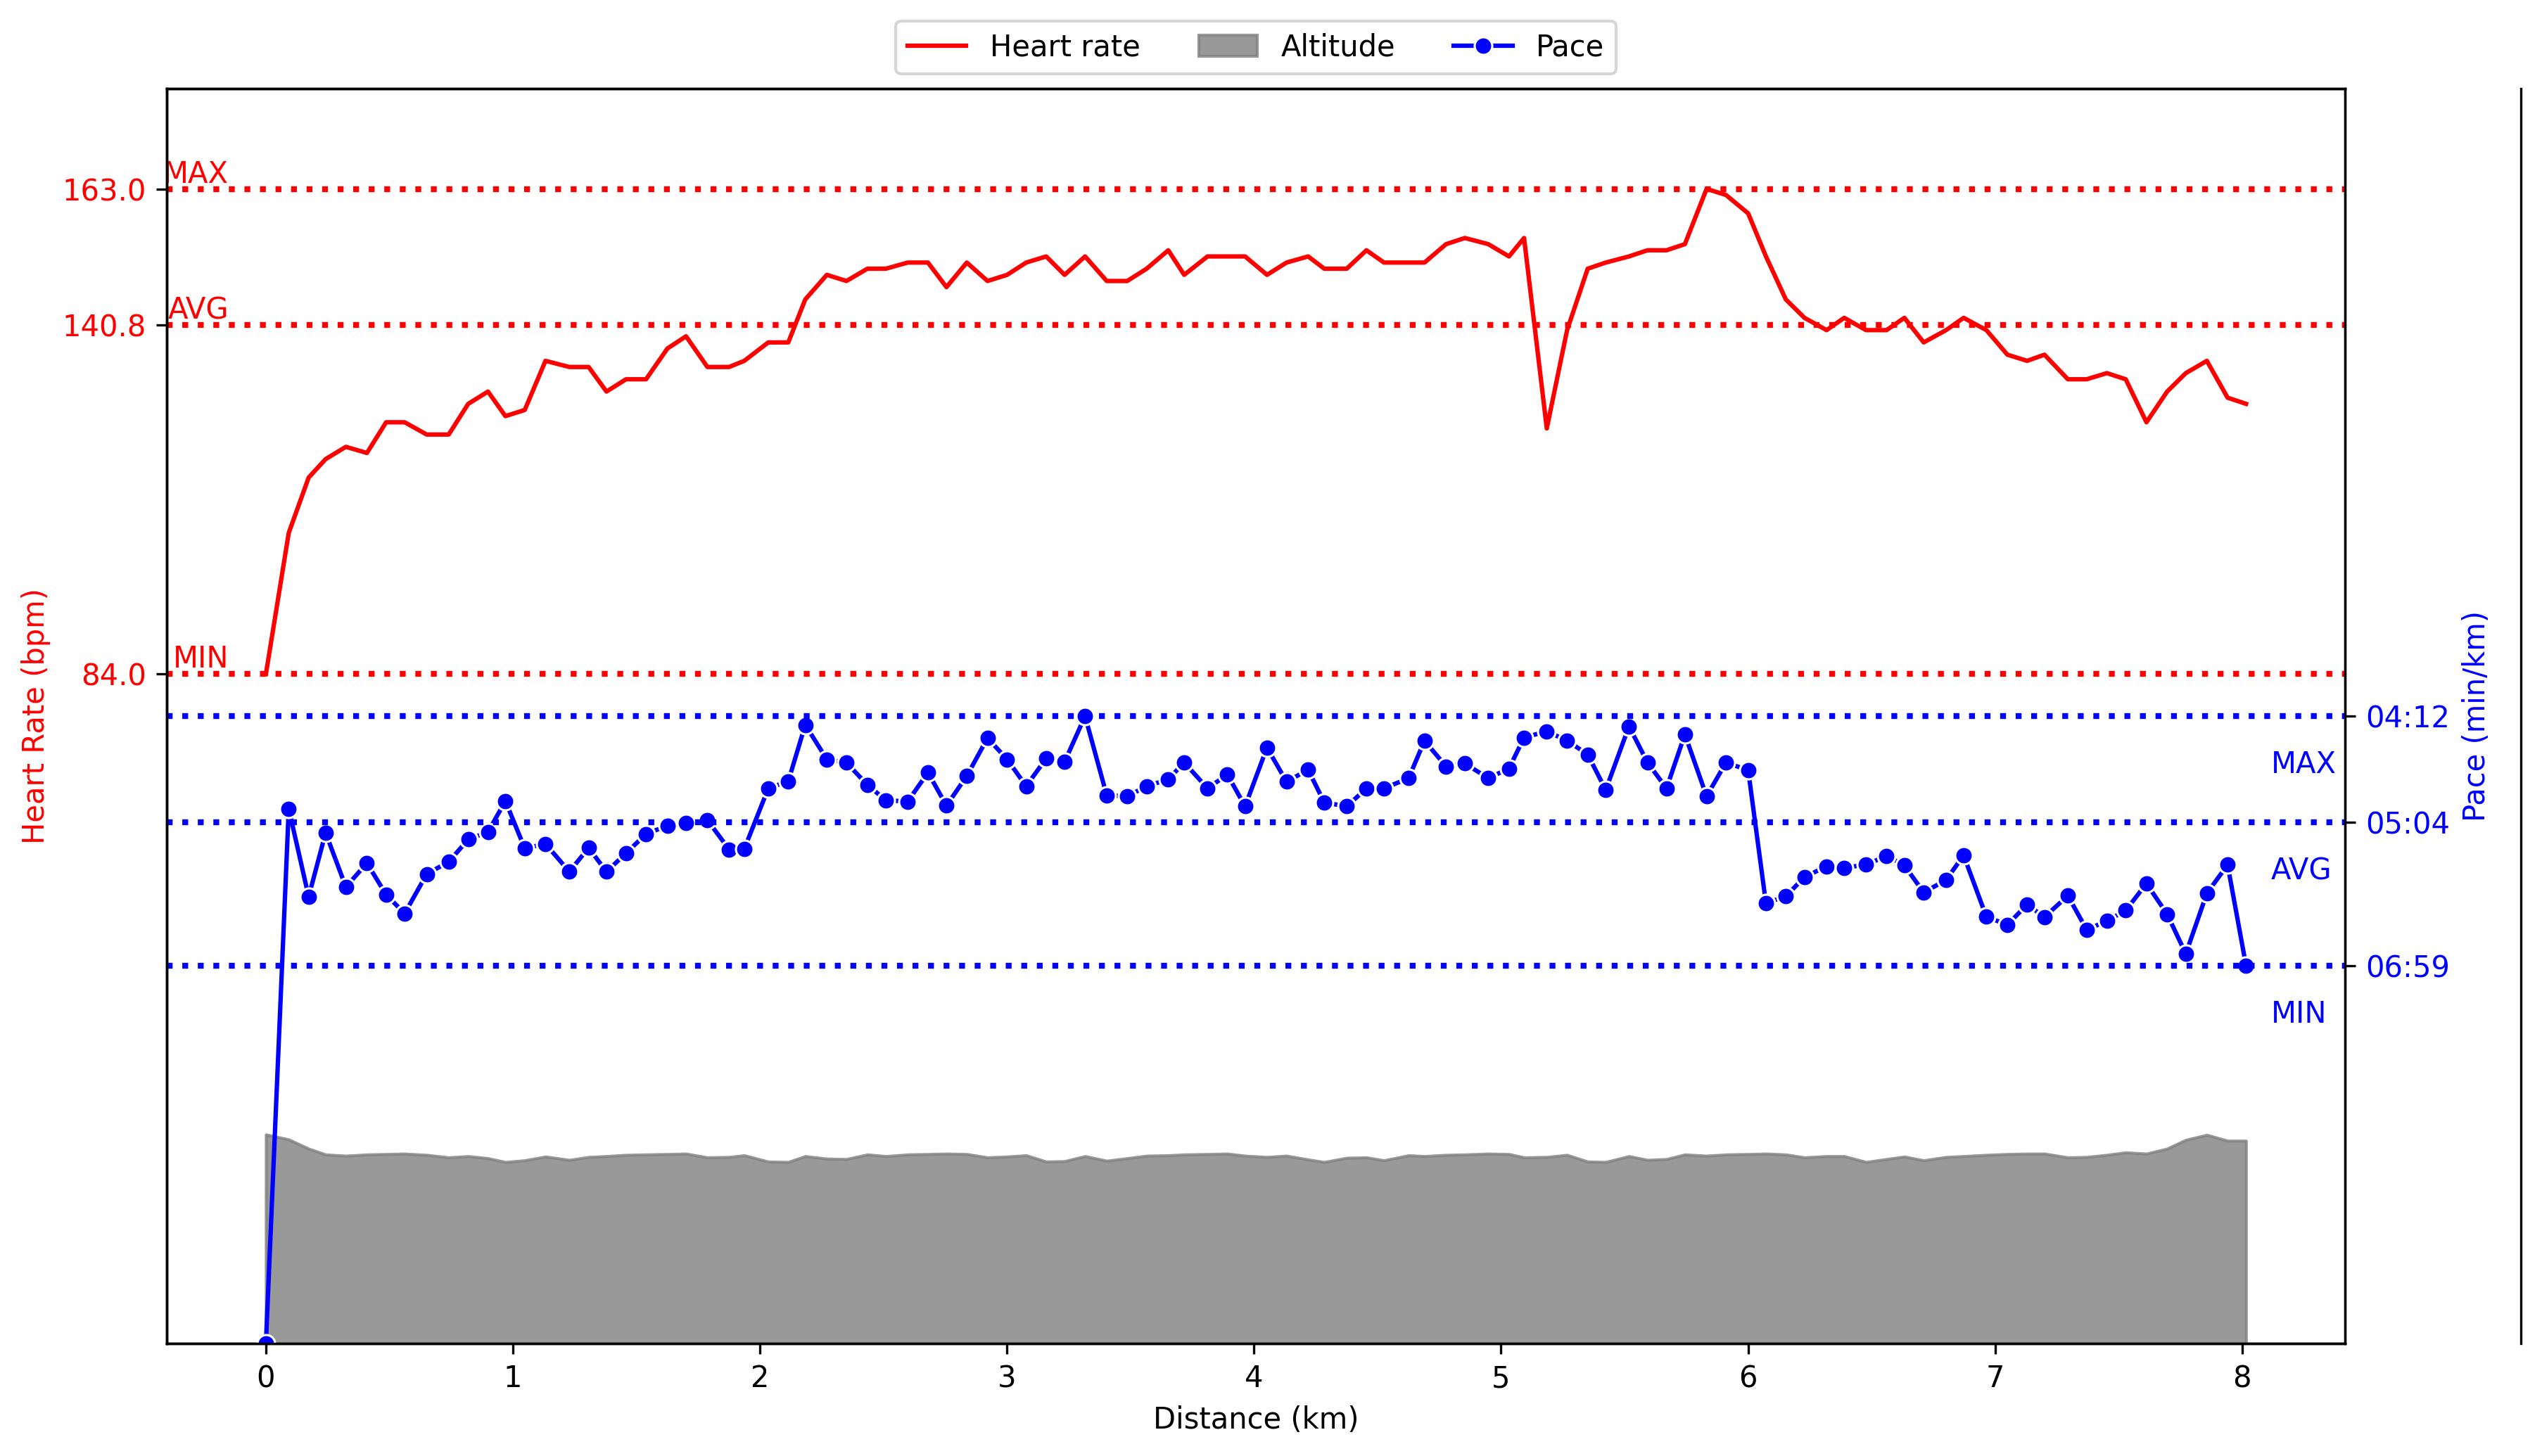 Heart rate Altitude Pace
MAX
163.0
AVG
140.8
MIN
84.0
Heart Rate (bpm)
04:12
MAX
05:04
AVG
06:59
MIN
Pace (min/km)
0 1 2 3 4 5 6 7 8
Distance (km)